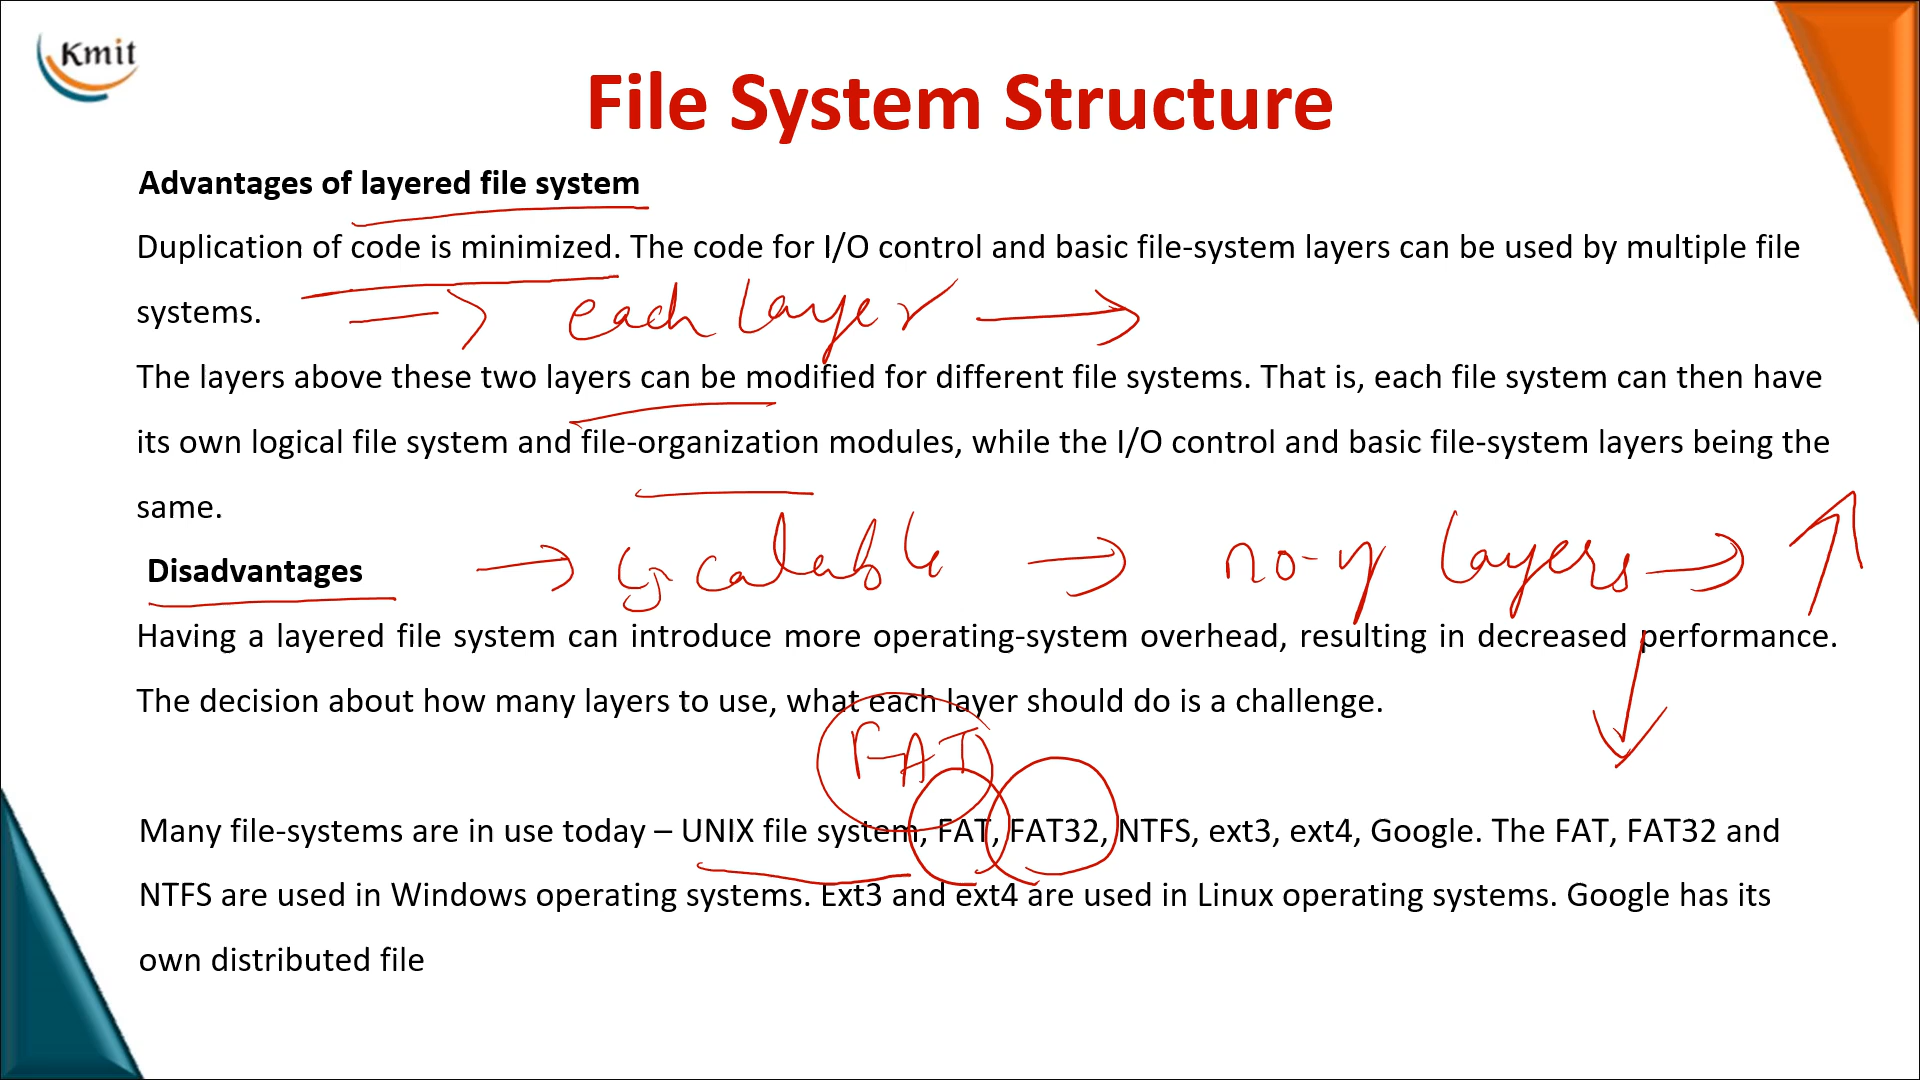 Kmit
File System Structure
Advantages of layered file system
Duplication of code is minimized. The code for I/O control and basic file-system layers can be used by multiple file
systems.
each layer
The layers above these two layers can be modified for different file systems. That is, each file system can then have
its own logical file system and file-organization modules, while the I/O control and basic file-system layers being the
same.
Disadvantages
scalable no-of layers
Having a layered file system can introduce more operating-system overhead, resulting in decreased performance.
The decision about how many layers to use, what each layer should do is a challenge.
FAT
Many file-systems are in use today – UNIX file system, FAT, FAT32, NTFS, ext3, ext4, Google. The FAT, FAT32 and
NTFS are used in Windows operating systems. Ext3 and ext4 are used in Linux operating systems. Google has its
own distributed file